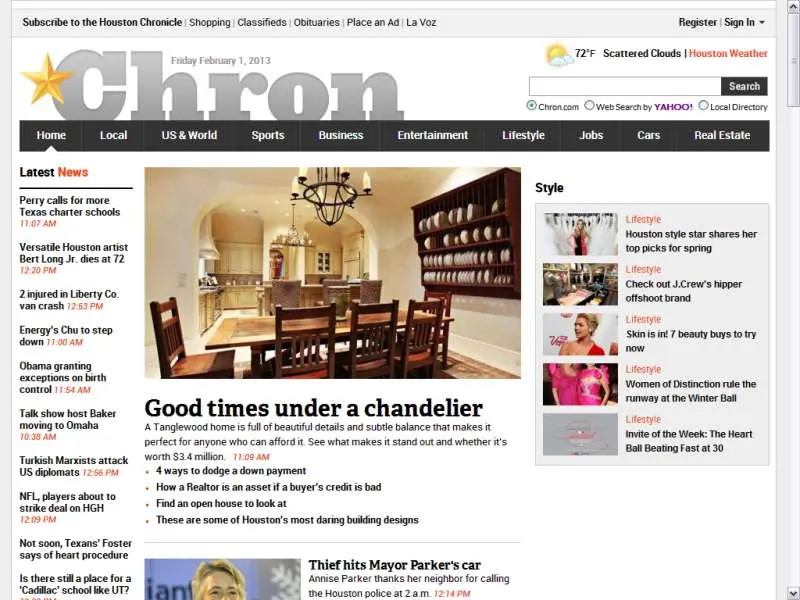 Subscribe to the Houston Chronicle | Shopping | Classifieds | Obituaries | Place an Ad | La Voz
Register | Sign In
Friday February 1, 2013
Chron
72°F Scattered Clouds | Houston Weather
Search
Chron.com Web Search by YAHOO! Local Directory
Home Local US & World Sports Business Entertainment Lifestyle Jobs Cars Real Estate
Latest News
Perry calls for more
Texas charter schools
11:07 AM
Versatile Houston artist
Bert Long Jr. dies at 72
12:20 PM
2 injured in Liberty Co.
van crash 12:53 PM
Energy's Chu to step
down 11:00 AM
Obama granting
exceptions on birth
control 11:54 AM
Talk show host Baker
moving to Omaha
10:38 AM
Turkish Marxists attack
US diplomats 12:56 PM
NFL, players about to
strike deal on HGH
12:09 PM
Not soon, Texans' Foster
says of heart procedure
Is there still a place for a
'Cadillac' school like UT?
Good times under a chandelier
A Tanglewood home is full of beautiful details and subtle balance that makes it
perfect for anyone who can afford it. See what makes it stand out and whether it's
worth $3.4 million. 11:09 AM
4 ways to dodge a down payment
How a Realtor is an asset if a buyer's credit is bad
Find an open house to look at
These are some of Houston's most daring building designs
Thief hits Mayor Parker's car
Annise Parker thanks her neighbor for calling
the Houston police at 2 a.m. 12:14 PM
Style
Lifestyle
Houston style star shares her
top picks for spring
Lifestyle
Check out J.Crew's hipper
offshoot brand
Lifestyle
Skin is in! 7 beauty buys to try
now
Lifestyle
Women of Distinction rule the
runway at the Winter Ball
Lifestyle
Invite of the Week: The Heart
Ball Beating Fast at 30